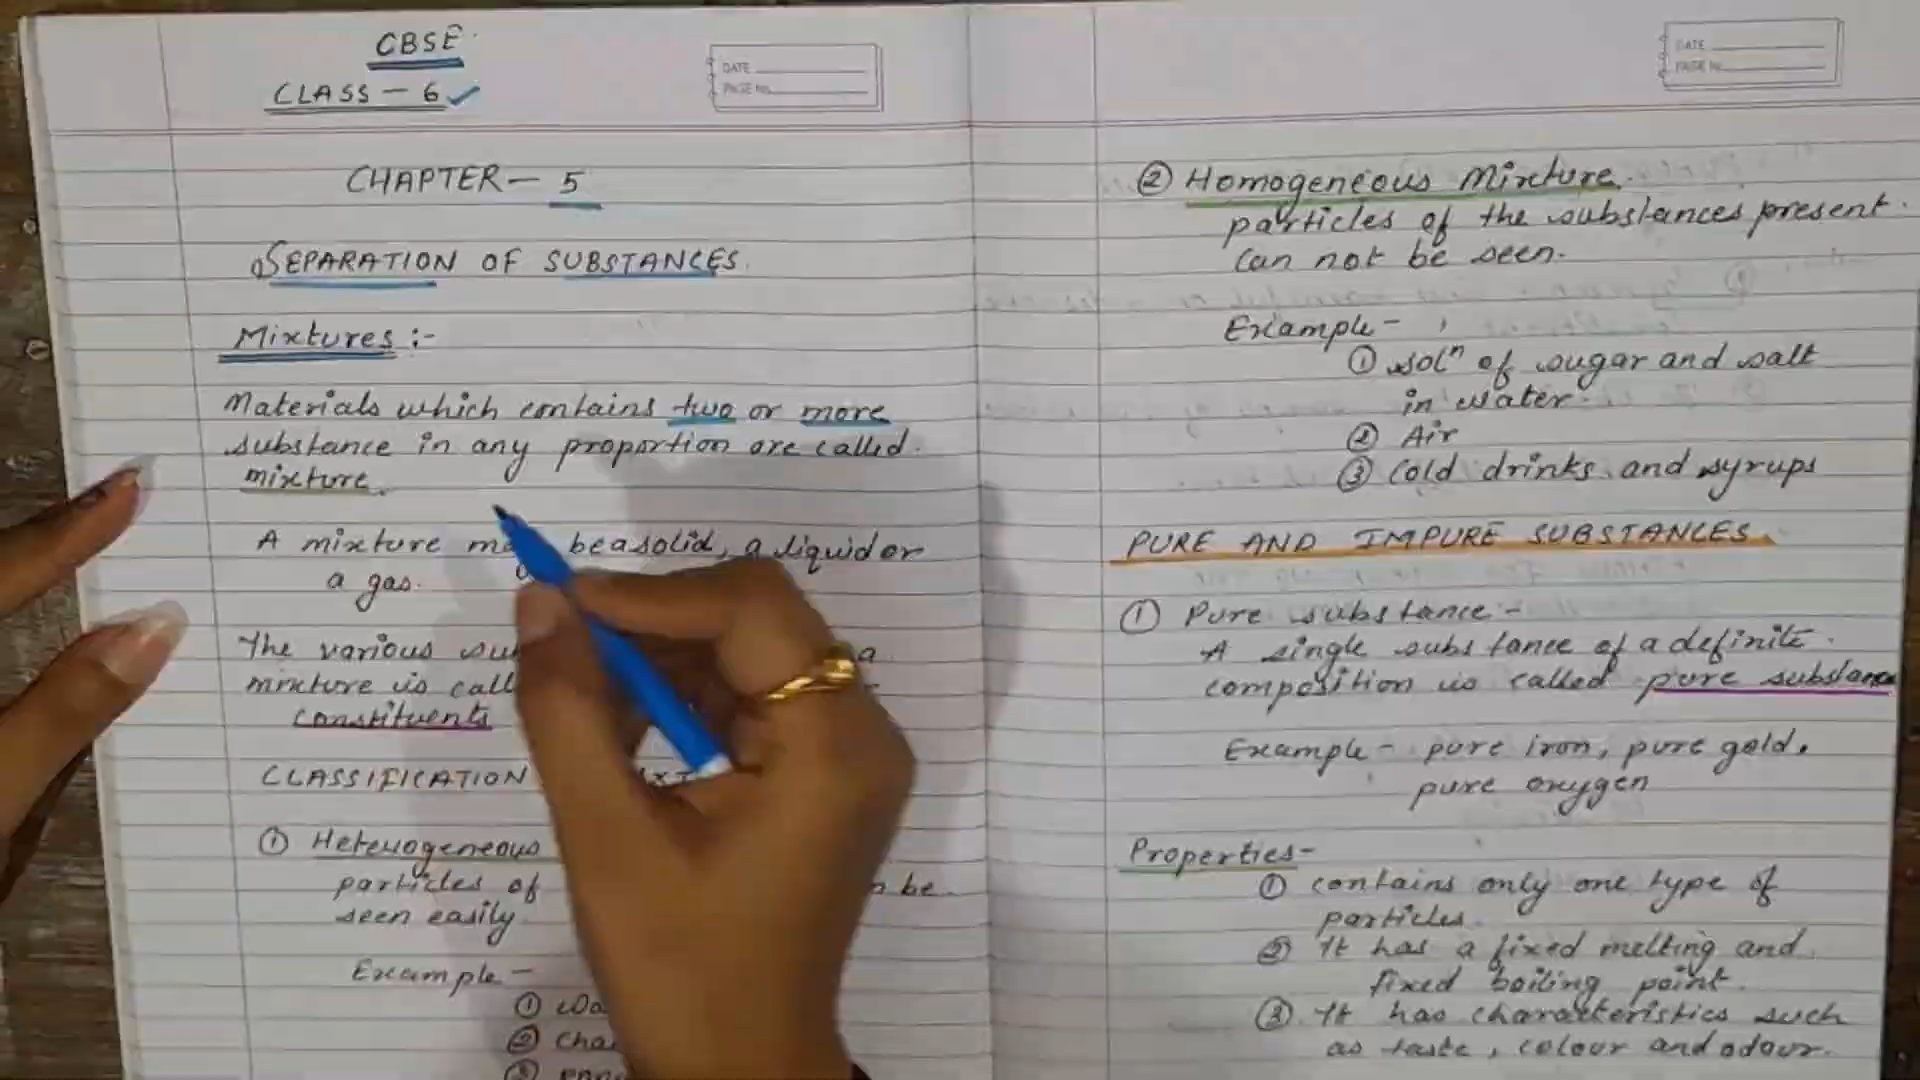 CBSE
CLASS - 6
DATE
PAGE No.
CHAPTER - 5
SEPARATION OF SUBSTANCES
Mixtures :-
Materials which contains two or more
substance in any proportion are called
mixture.
A mixture be a solid, a liquid or
a gas.
The various a
mixture is
constituents
CLASSIFICATION
① Heterogeneous
particles of be
seen easily
Example -
①
②
③
DATE
PAGE No.
② Homogeneous Mixture.
particles of the substances present
can not be seen.
Example -
① solⁿ of sugar and salt
in water.
② Air
③ cold drinks and syrups
PURE AND IMPURE SUBSTANCES
① Pure substance -
A single substance of a definite
composition is called pure substance
Example - pure iron, pure gold,
pure oxygen
Properties -
① contains only one type of
particles.
② It has a fixed melting and
fixed boiling point.
③ It has characteristics such
as taste, colour and odour.